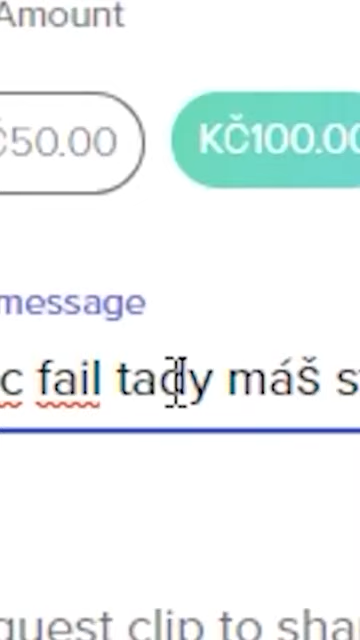 Amount
50.00 KČ100.00
message
c fail tady máš s
quest clip to sha